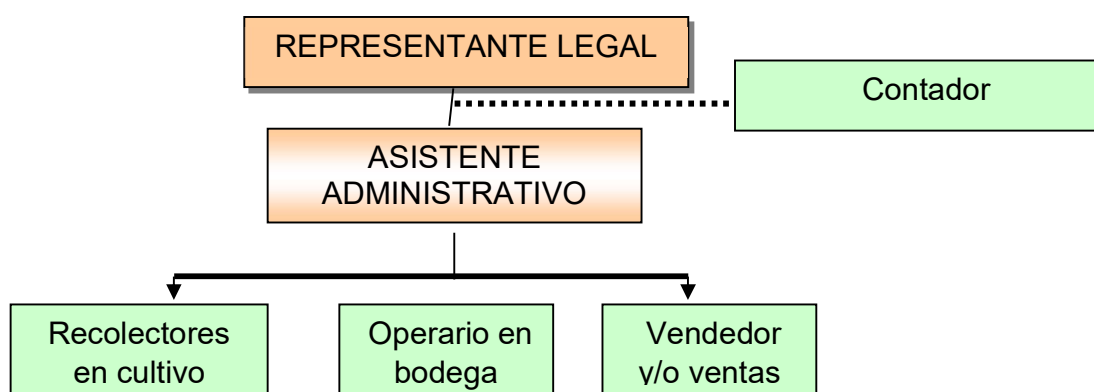 REPRESENTANTE LEGAL
Contador
ASISTENTE
ADMINISTRATIVO
Recolectores
en cultivo
Operario en
bodega
Vendedor
y/o ventas